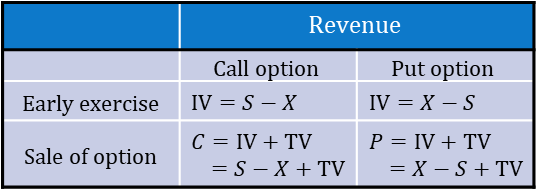 Revenue
Call option Put option
Early exercise IV = S − X IV = X − S
Sale of option C = IV + TV P = IV + TV
= S − X + TV = X − S + TV